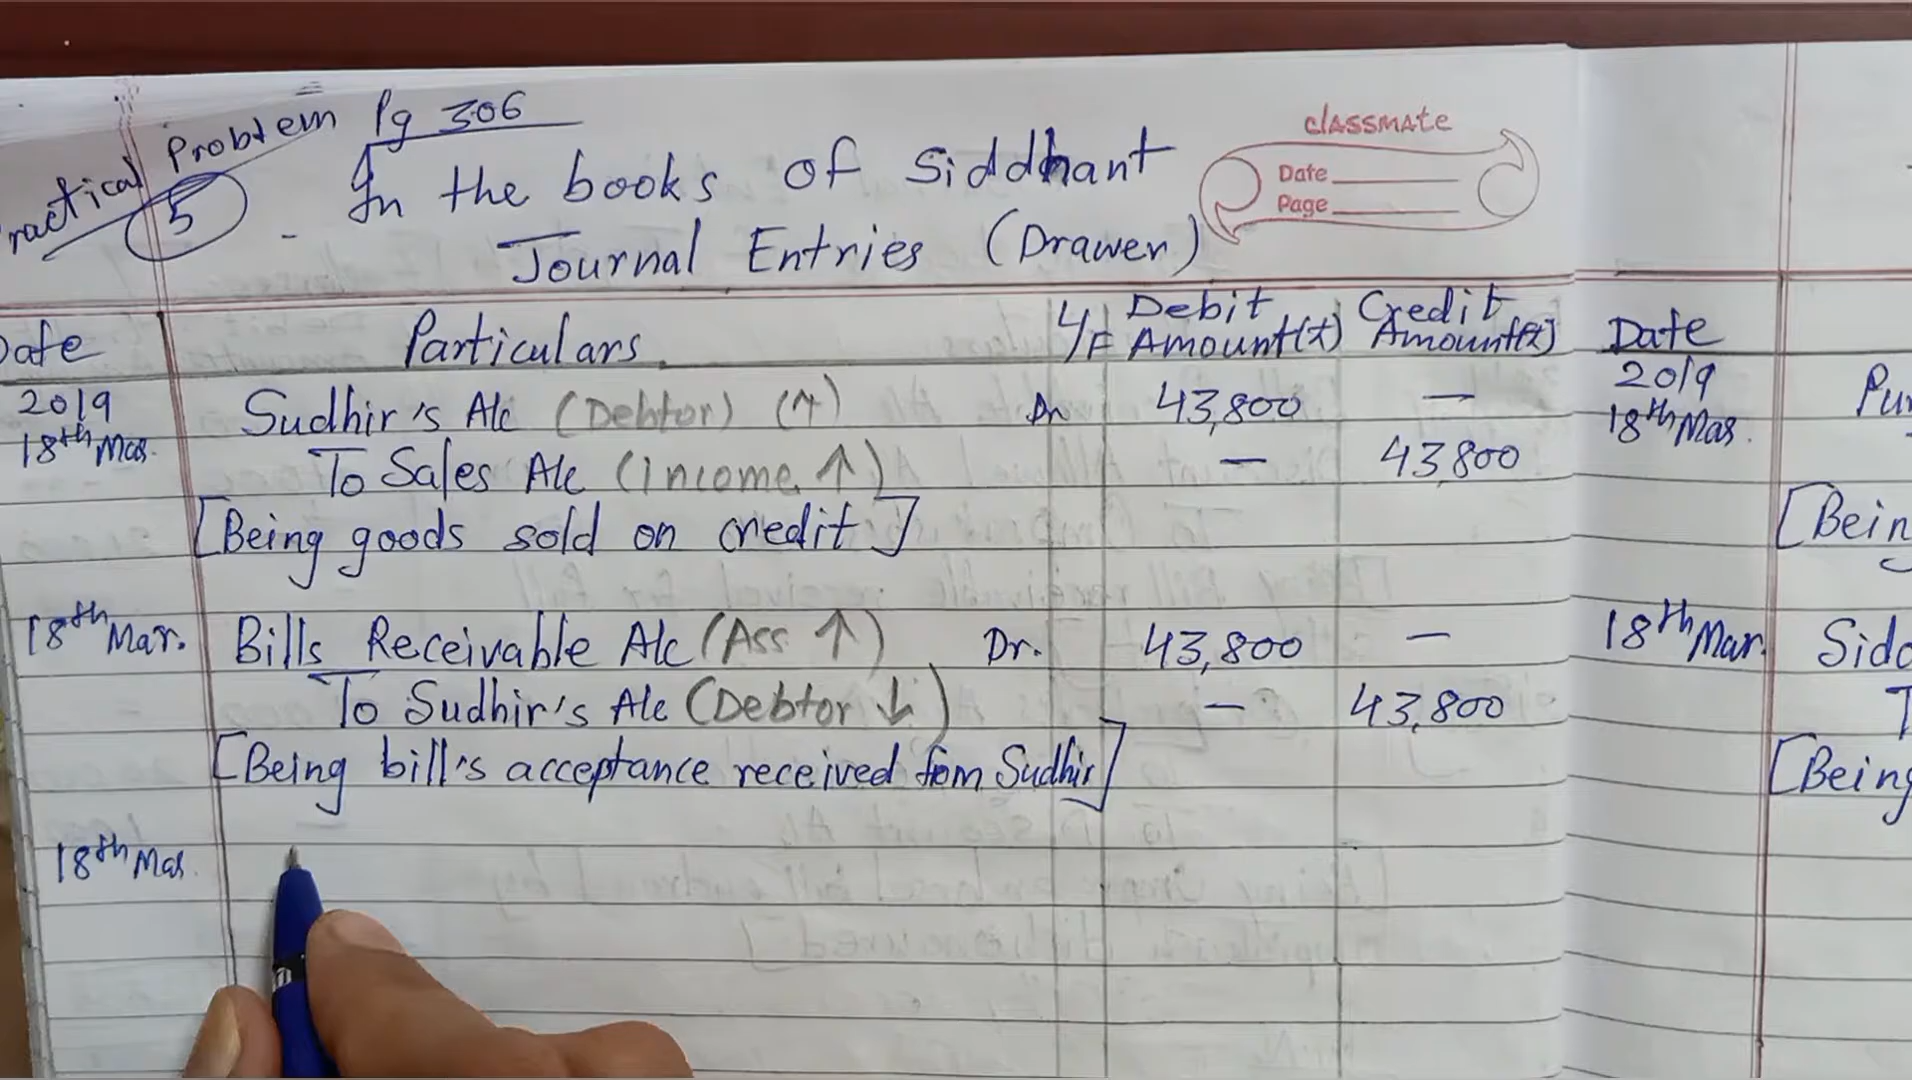 ractical Problem Pg 306
5
In the books of Siddhant
Journal Entries (Drawer)
classmate
Date
Page
Date Particulars L/F Debit Amount(₹) Credit Amount(₹)
2019
18th Mar. Sudhir's A/c (Debtor) (↑) Dr 43,800 —
To Sales A/c (Income ↑) — 43,800
[Being goods sold on credit]
18th Mar. Bills Receivable A/c (Ass ↑) Dr. 43,800 —
To Sudhir's A/c (Debtor ↓) — 43,800
[Being bill's acceptance received from Sudhir]
18th Mar.
Date
2019
18th Mar. Pur
[Bein
18th Mar. Sidd
T
[Being